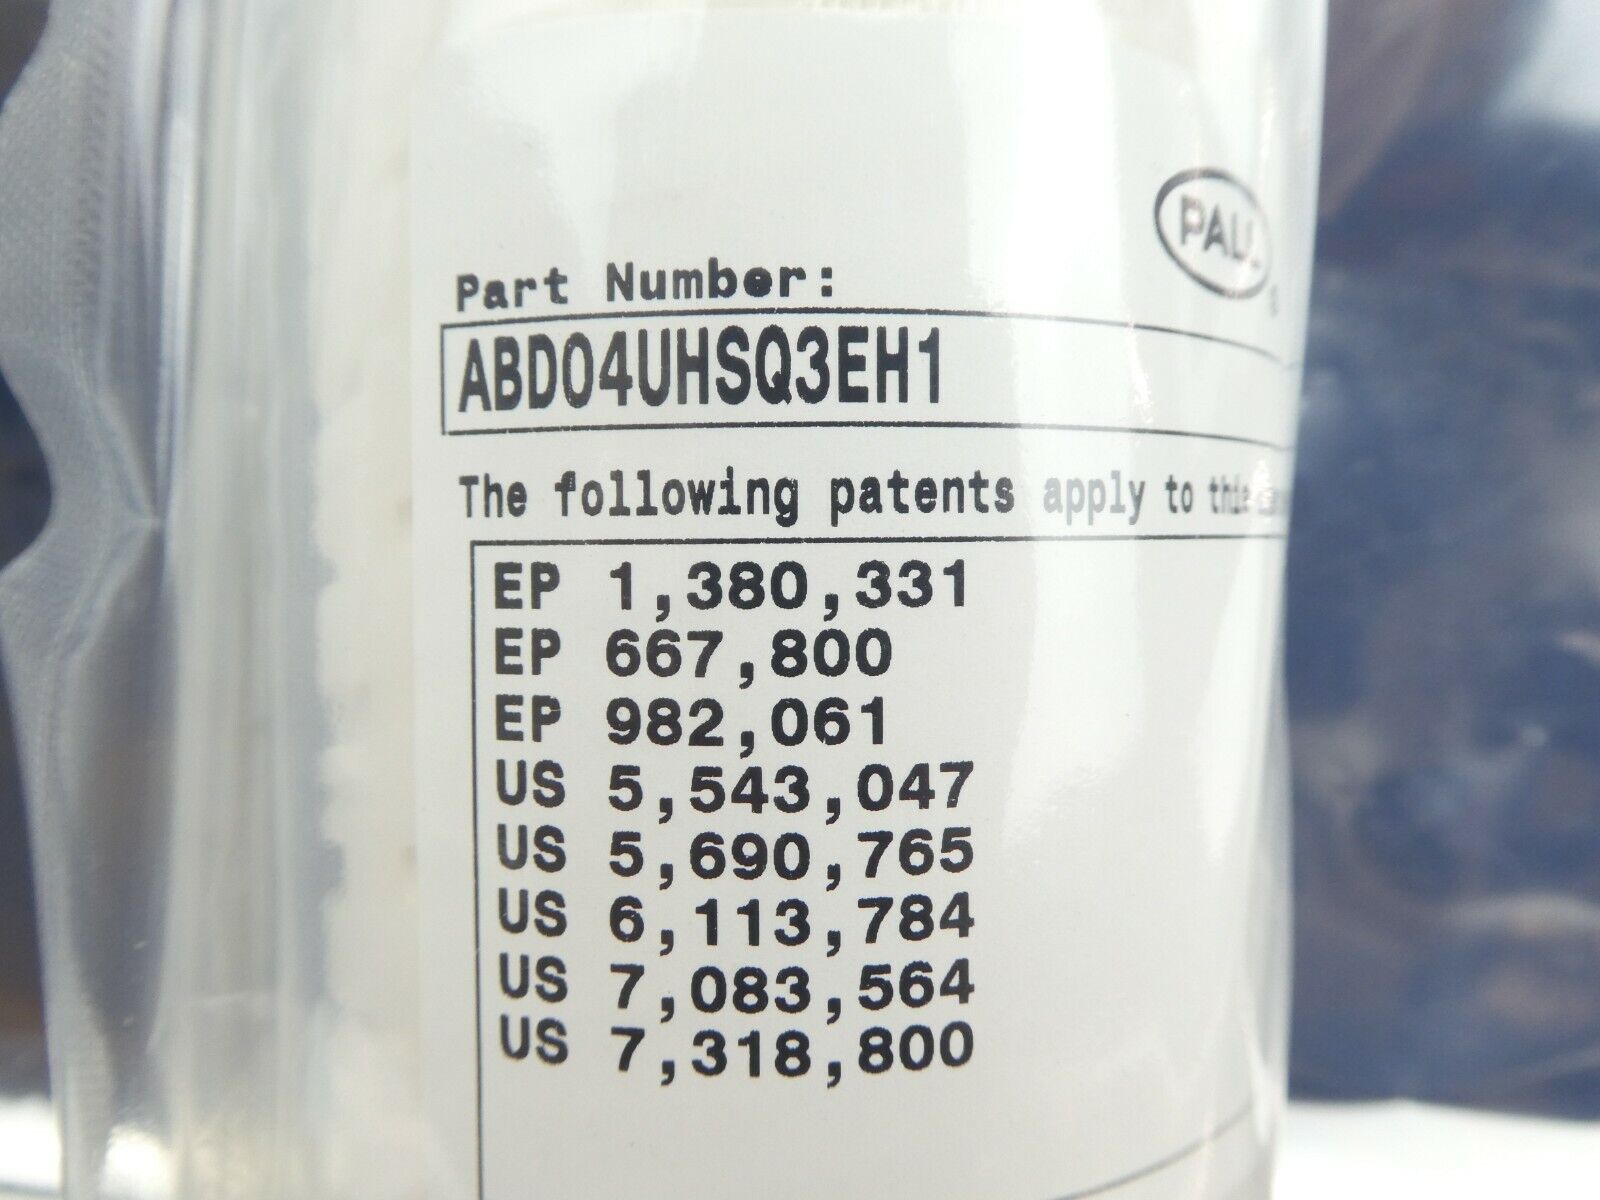 PALL
Part Number:
ABD04UHSQ3EH1
The following patents apply to this
EP 1,380,331
EP 667,800
EP 982,061
US 5,543,047
US 5,690,765
US 6,113,784
US 7,083,564
US 7,318,800